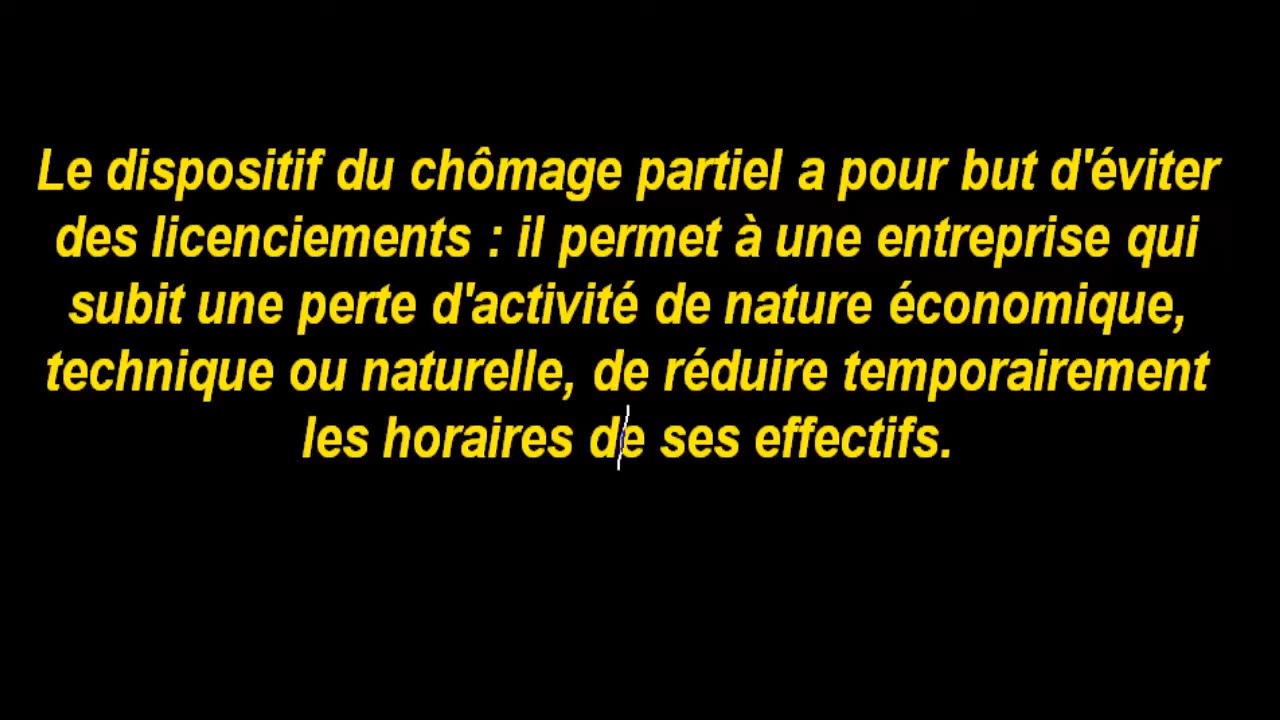 Le dispositif du chômage partiel a pour but d'éviter
des licenciements : il permet à une entreprise qui
subit une perte d'activité de nature économique,
technique ou naturelle, de réduire temporairement
les horaires de ses effectifs.